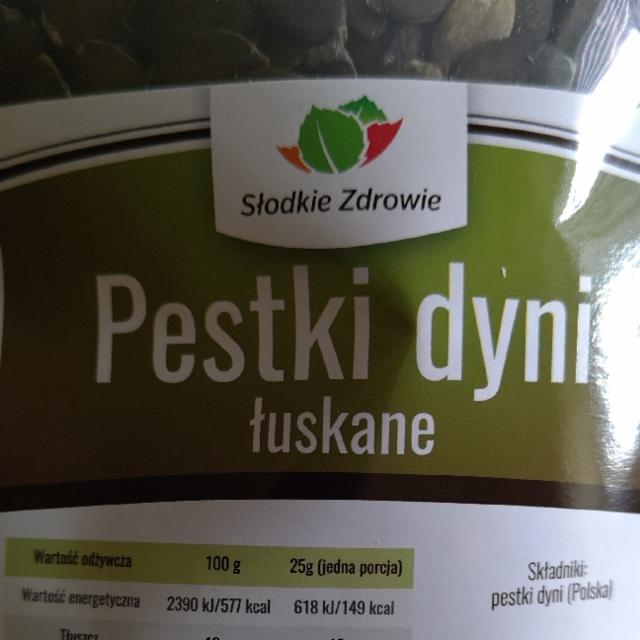 Słodkie Zdrowie
Pestki dyni
łuskane
Wartość odżywcza 100 g 25g (jedna porcja)
Wartość energetyczna 2390 kJ/577 kcal 618 kJ/149 kcal
Tłuszcz
Składniki:
pestki dyni (Polska)